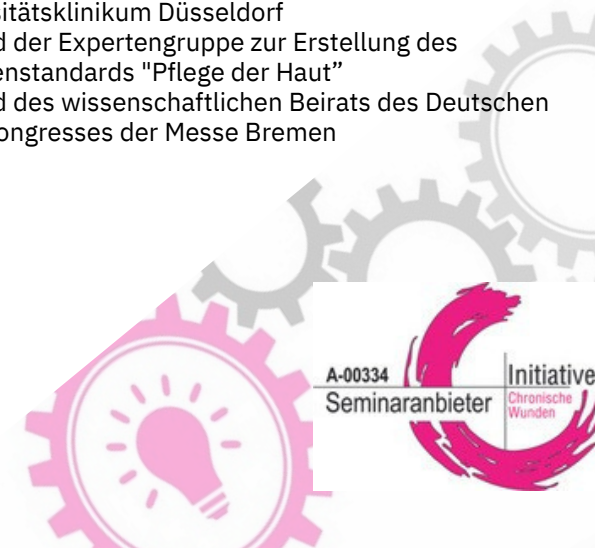 sitätsklinikum Düsseldorf
d der Expertengruppe zur Erstellung des
enstandards "Pflege der Haut”
d des wissenschaftlichen Beirats des Deutschen
ongresses der Messe Bremen
A-00334
Seminaranbieter
Initiative
Chronische
Wunden